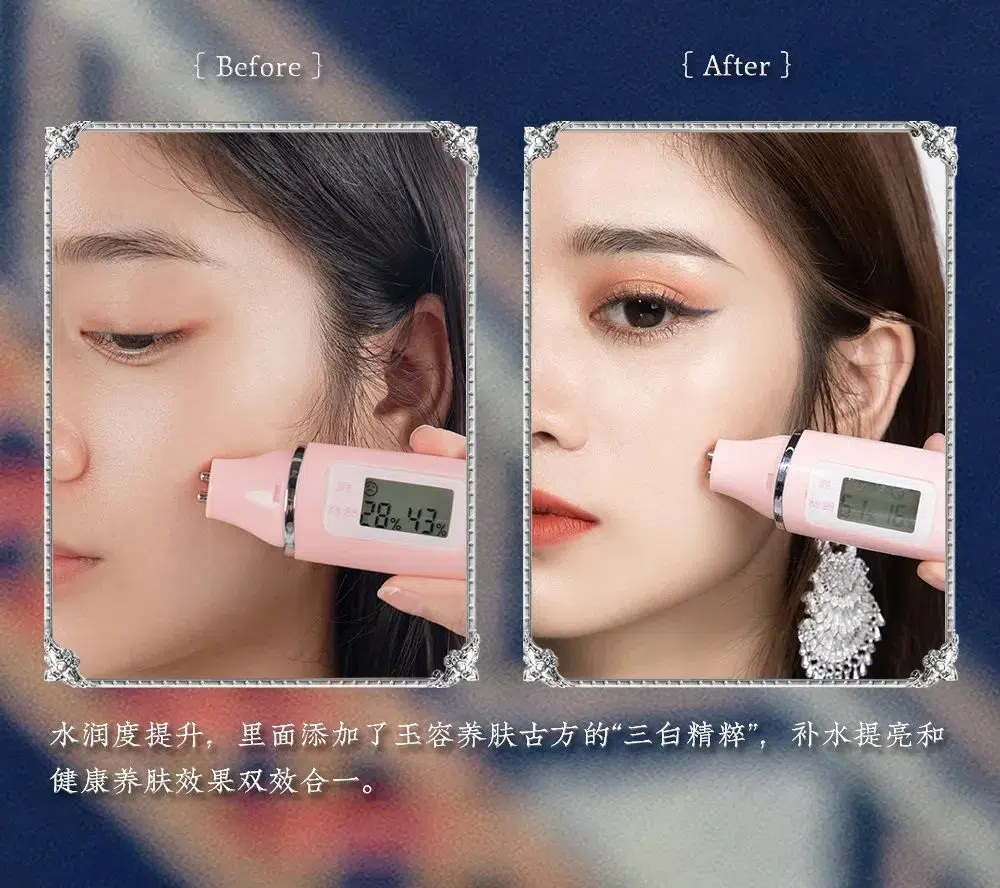 { Before }
{ After }
28% 43%
水润度提升，里面添加了玉容养肤古方的“三白精粹”，补水提亮和
健康养肤效果双效合一。